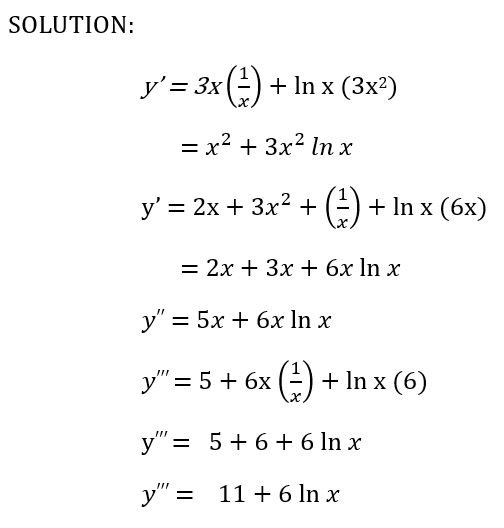 SOLUTION:
y’= 3x(1/x) + ln x (3x²)
= x² + 3x² ln x
y’ = 2x + 3x² + (1/x) + ln x (6x)
= 2x + 3x + 6x ln x
y″ = 5x + 6x ln x
y‴ = 5 + 6x (1/x) + ln x (6)
y‴ = 5 + 6 + 6 ln x
y‴ = 11 + 6 ln x